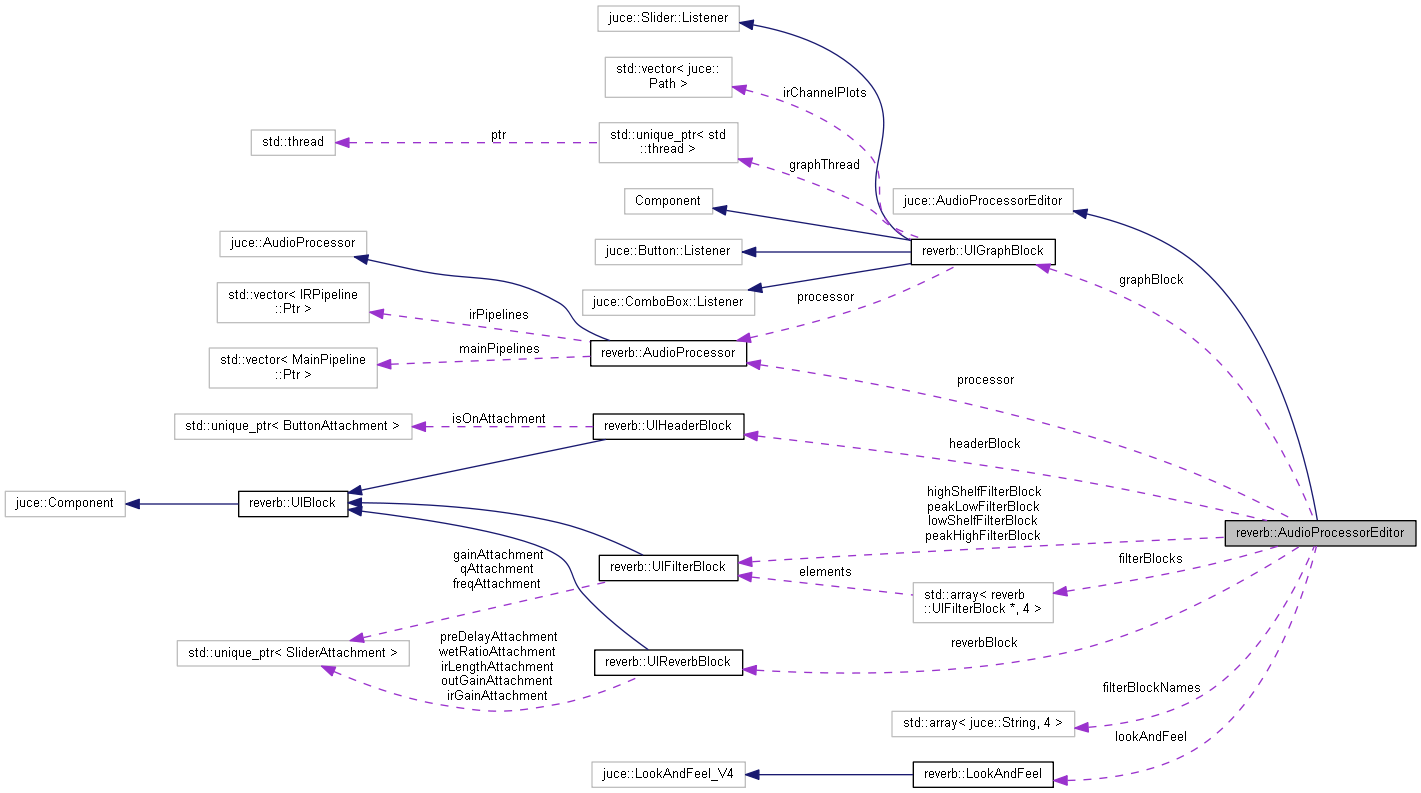 juce::Slider::Listener
std::vector< juce::
Path >
irChannelPlots
std::thread
ptr
std::unique_ptr< std
::thread >
graphThread
Component
juce::AudioProcessorEditor
juce::AudioProcessor
juce::Button::Listener
reverb::UIGraphBlock
graphBlock
std::vector< IRPipeline
::Ptr >
juce::ComboBox::Listener
processor
irPipelines
mainPipelines
reverb::AudioProcessor
std::vector< MainPipeline
::Ptr >
processor
std::unique_ptr< ButtonAttachment >
isOnAttachment
reverb::UIHeaderBlock
headerBlock
juce::Component
reverb::UIBlock
highShelfFilterBlock
peakLowFilterBlock
lowShelfFilterBlock
peakHighFilterBlock
reverb::AudioProcessorEditor
gainAttachment
qAttachment
freqAttachment
reverb::UIFilterBlock
elements
filterBlocks
std::array< reverb
::UIFilterBlock *, 4 >
std::unique_ptr< SliderAttachment >
preDelayAttachment
wetRatioAttachment
irLengthAttachment
outGainAttachment
irGainAttachment
reverb::UIReverbBlock
reverbBlock
filterBlockNames
std::array< juce::String, 4 >
lookAndFeel
juce::LookAndFeel_V4
reverb::LookAndFeel